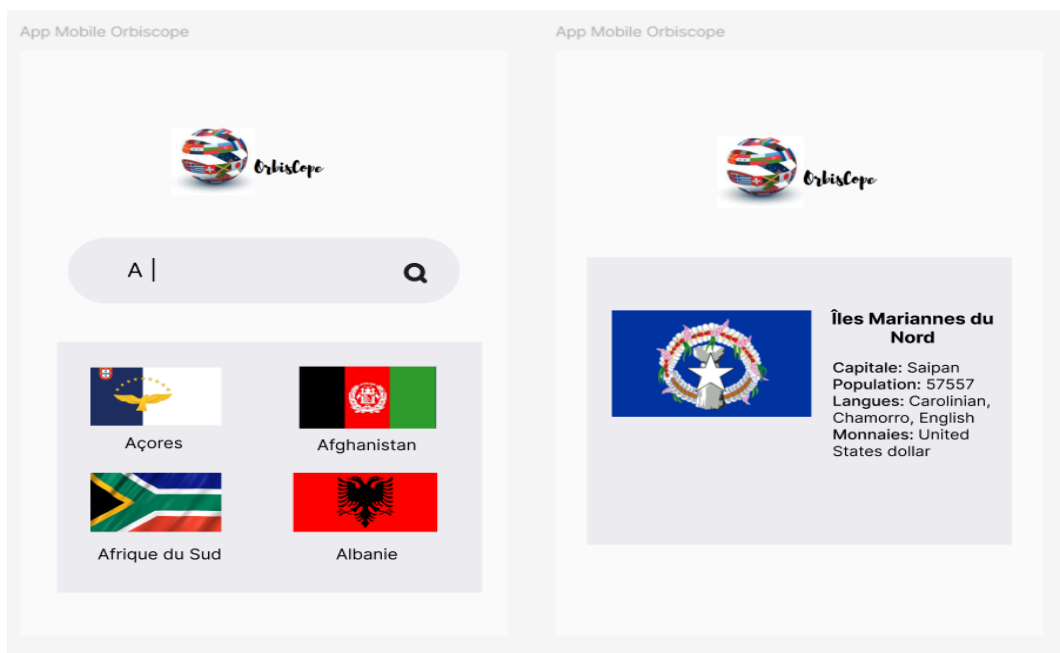 App Mobile Orbiscope
OrbisCope
A
Açores
Afghanistan
Afrique du Sud
Albanie
App Mobile Orbiscope
OrbisCope
Îles Mariannes du
Nord
Capitale: Saipan
Population: 57557
Langues: Carolinian,
Chamorro, English
Monnaies: United
States dollar